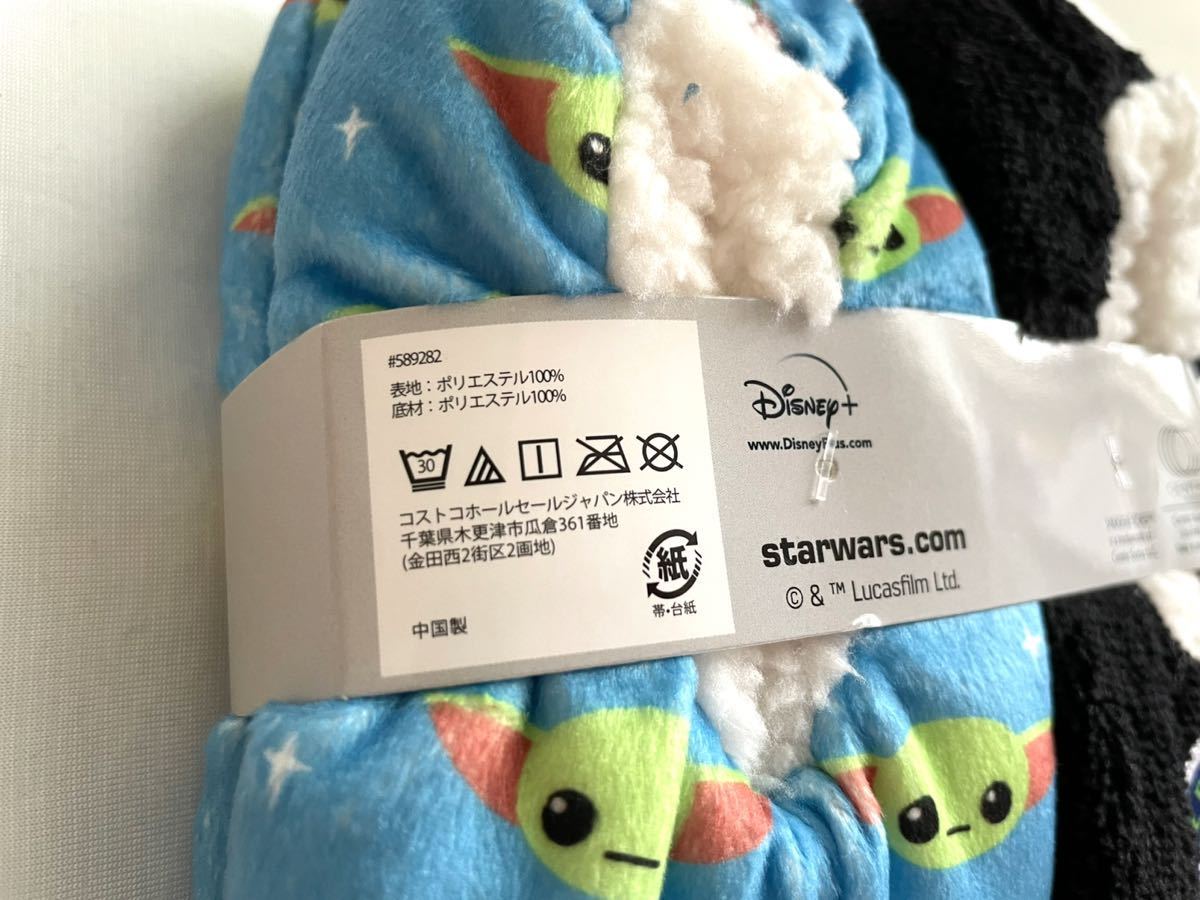 #589282
表地：ポリエステル100%
底材：ポリエステル100%
30
コストコホールセールジャパン株式会社
千葉県木更津市瓜倉361番地
(金田西2街区2画地)
紙
帯・台紙
中国製
Disney+
www.DisneyPlus.com
starwars.com
© & ™ Lucasfilm Ltd.